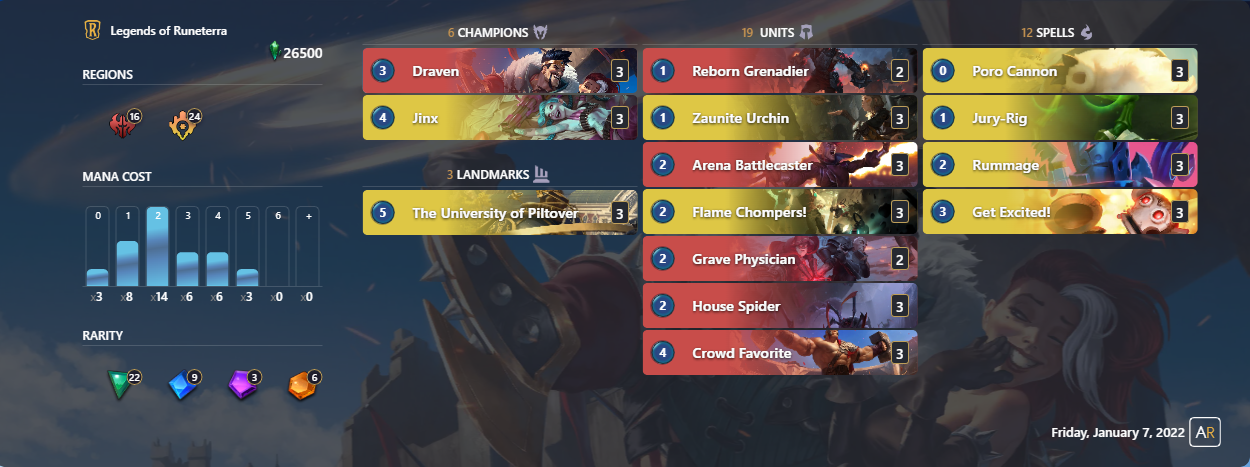 R Legends of Runeterra
26500
REGIONS
16 24
MANA COST
0 1 2 3 4 5 6 +
x3 x8 x14 x6 x6 x3 x0 x0
RARITY
22 9 3 6
6 CHAMPIONS
3 Draven 3
4 Jinx 3
3 LANDMARKS
5 The University of Piltover 3
19 UNITS
1 Reborn Grenadier 2
1 Zaunite Urchin 3
2 Arena Battlecaster 3
2 Flame Chompers! 3
2 Grave Physician 2
2 House Spider 3
4 Crowd Favorite 3
12 SPELLS
0 Poro Cannon 3
1 Jury-Rig 3
2 Rummage 3
3 Get Excited! 3
Friday, January 7, 2022 AR